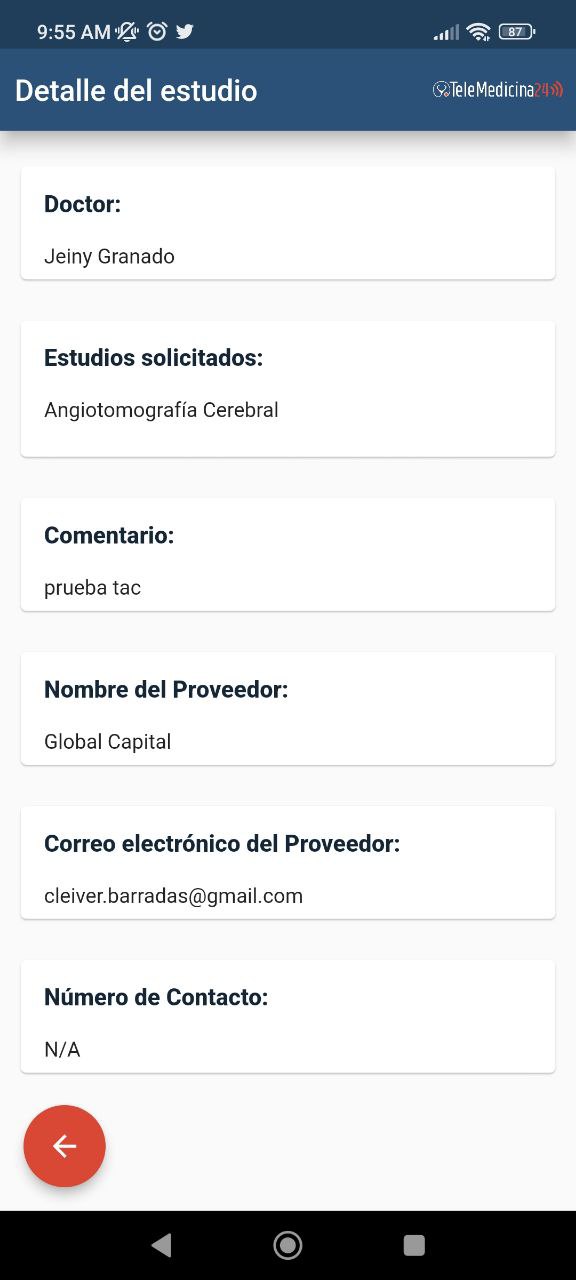 9:55 AM
87
Detalle del estudio
TeleMedicina24
Doctor:
Jeiny Granado
Estudios solicitados:
Angiotomografía Cerebral
Comentario:
prueba tac
Nombre del Proveedor:
Global Capital
Correo electrónico del Proveedor:
cleiver.barradas@gmail.com
Número de Contacto:
N/A